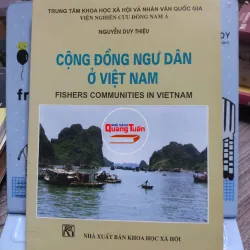 TRUNG TÂM KHOA HỌC XÃ HỘI VÀ NHÂN VĂN QUỐC GIA
VIỆN NGHIÊN CỨU ĐÔNG NAM Á
NGUYỄN DUY THIỆU
CỘNG ĐỒNG NGƯ DÂN
Ở VIỆT NAM
FISHERS COMMUNITIES IN VIETNAM
Quang Tuấn
NHÀ XUẤT BẢN KHOA HỌC XÃ HỘI